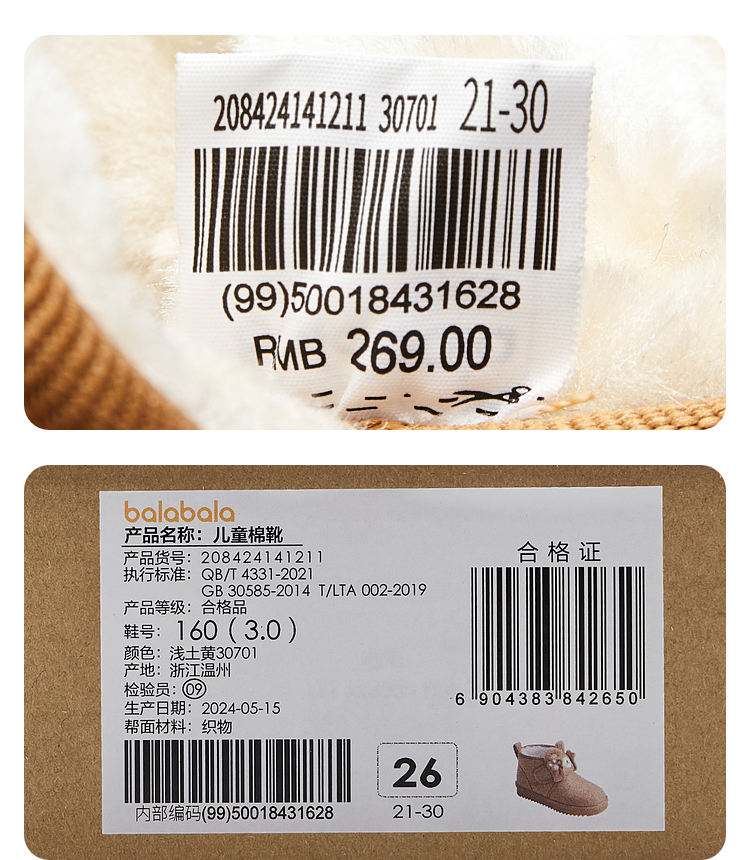 208424141211 30701 21-30
(99)50018431628
RMB 269.00
balabala
产品名称：儿童棉靴
产品货号：208424141211
执行标准：QB/T 4331-2021
GB 30585-2014 T/LTA 002-2019
产品等级：合格品
鞋号：160（3.0）
颜色：浅土黄30701
产地：浙江温州
检验员：09
生产日期：2024-05-15
帮面材料：织物
内部编码(99)50018431628
合格证
6 904383 842650
26
21-30